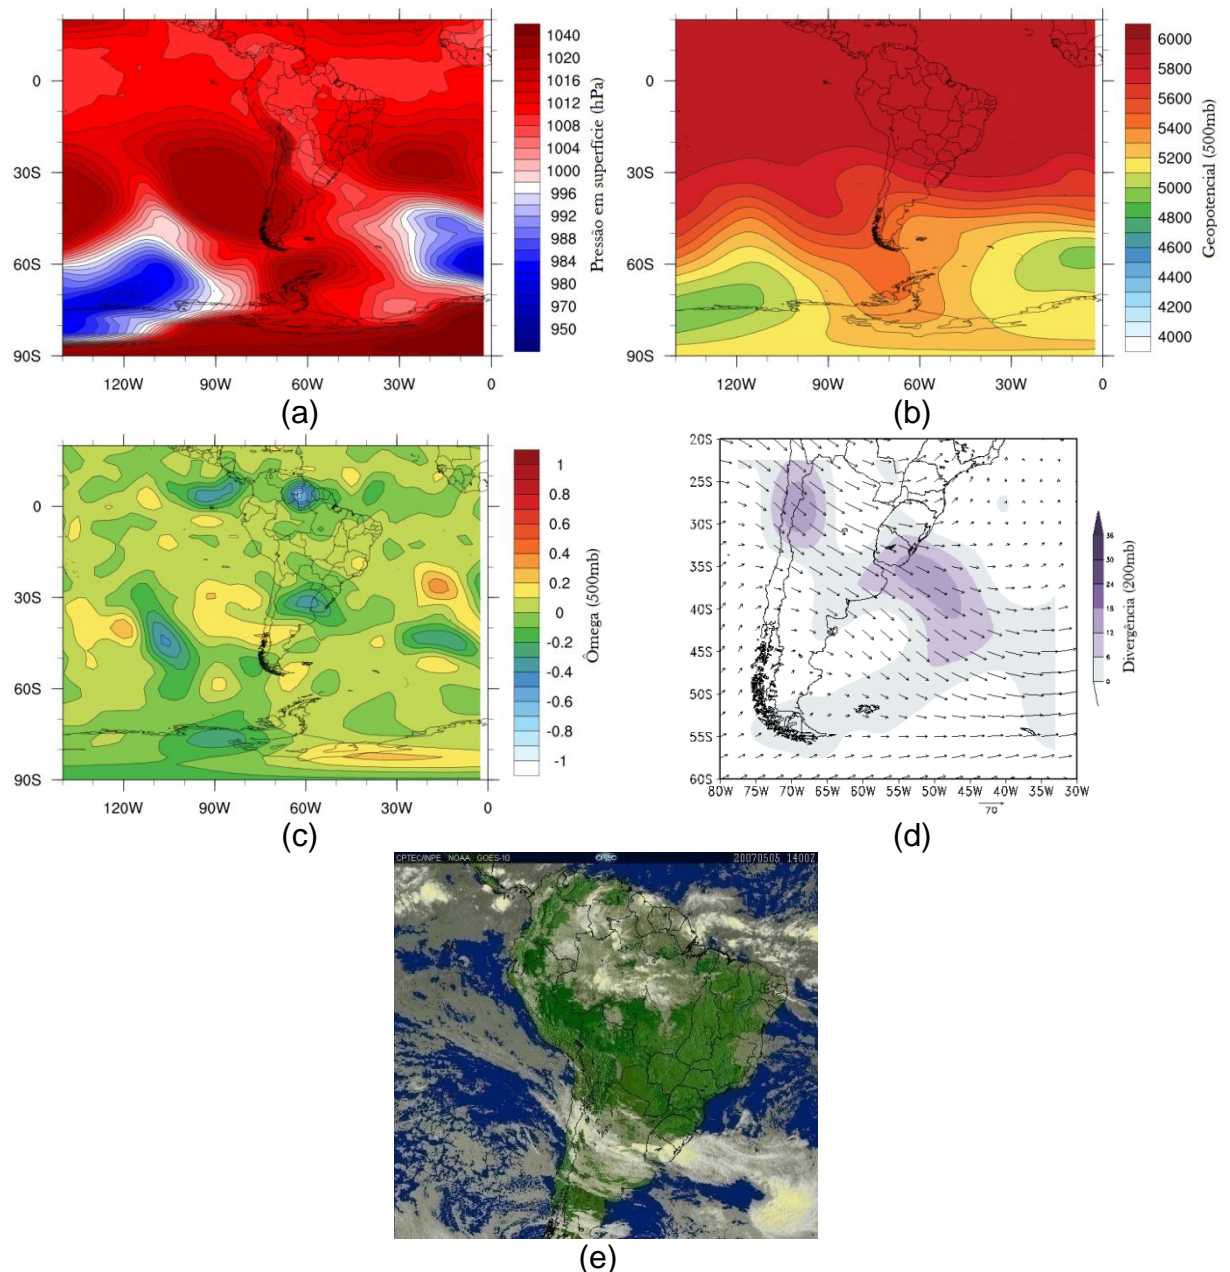 1040
1016
1012
1008
1004
1000
996
992
988
984
980
970
950
Pressão em superfície (hPa)
0
30S
60S
90S
120W
90W
60W
30W
0
(a)
6000
5800
5600
5400
5200
5000
4800
4600
4400
4200
4000
Geopotencial (500mb)
0
30S
60S
90S
120W
90W
60W
30W
0
(b)
1
0.8
0.6
0.4
0.2
0
-0.2
-0.4
-0.6
-0.8
-1
Ômega (500mb)
0
30S
60S
90S
120W
90W
60W
30W
0
(c)
20S
25S
30S
35S
40S
45S
50S
55S
60S
80W 75W 70W 65W 60W 55W 50W 45W 40W 35W 30W
70
36
30
24
18
12
6
0
Divergência (200mb)
(d)
CPTEC/INPE NOAA GOES-10 CPTEC 20070505 1400Z
(e)